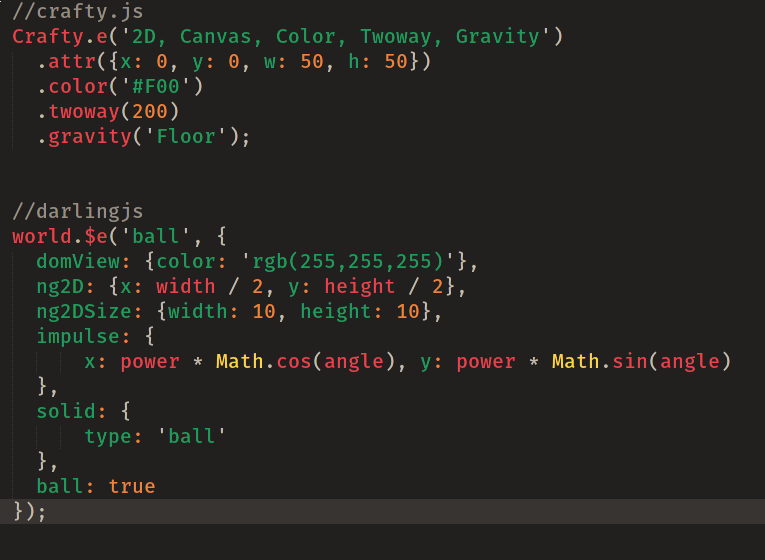 //crafty.js
Crafty.e('2D, Canvas, Color, Twoway, Gravity')
  .attr({x: 0, y: 0, w: 50, h: 50})
  .color('#F00')
  .twoway(200)
  .gravity('Floor');
//darlingjs
world.$e('ball', {
  domView: {color: 'rgb(255,255,255)'},
  ng2D: {x: width / 2, y: height / 2},
  ng2DSize: {width: 10, height: 10},
  impulse: {
      x: power * Math.cos(angle), y: power * Math.sin(angle)
  },
  solid: {
      type: 'ball'
  },
  ball: true
});